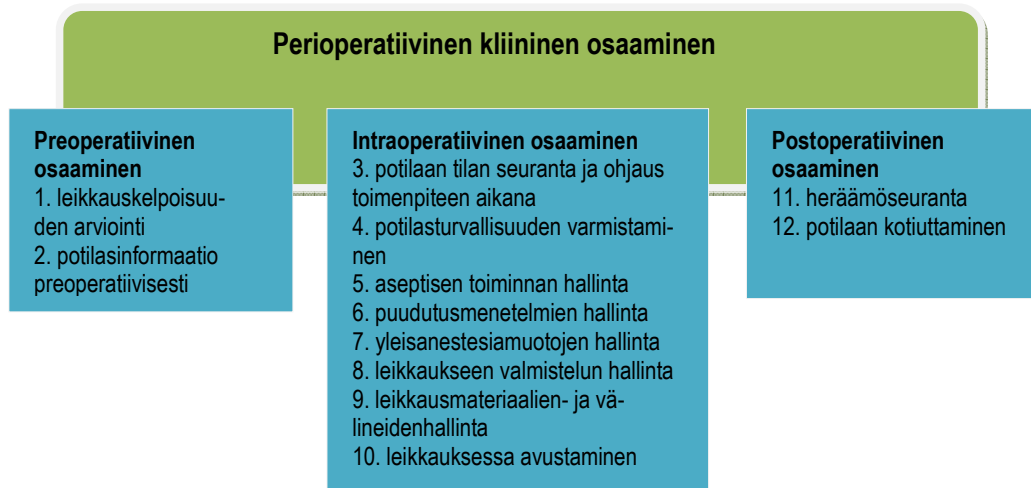 Perioperatiivinen kliininen osaaminen
Preoperatiivinen
osaaminen
1. leikkauskelpoisuu-
den arviointi
2. potilasinformaatio
preoperatiivisesti
Intraoperatiivinen osaaminen
3. potilaan tilan seuranta ja ohjaus
toimenpiteen aikana
4. potilasturvallisuuden varmistami-
nen
5. aseptisen toiminnan hallinta
6. puudutusmenetelmien hallinta
7. yleisanestesiamuotojen hallinta
8. leikkaukseen valmistelun hallinta
9. leikkausmateriaalien- ja vä-
lineidenhallinta
10. leikkauksessa avustaminen
Postoperatiivinen
osaaminen
11. heräämöseuranta
12. potilaan kotiuttaminen